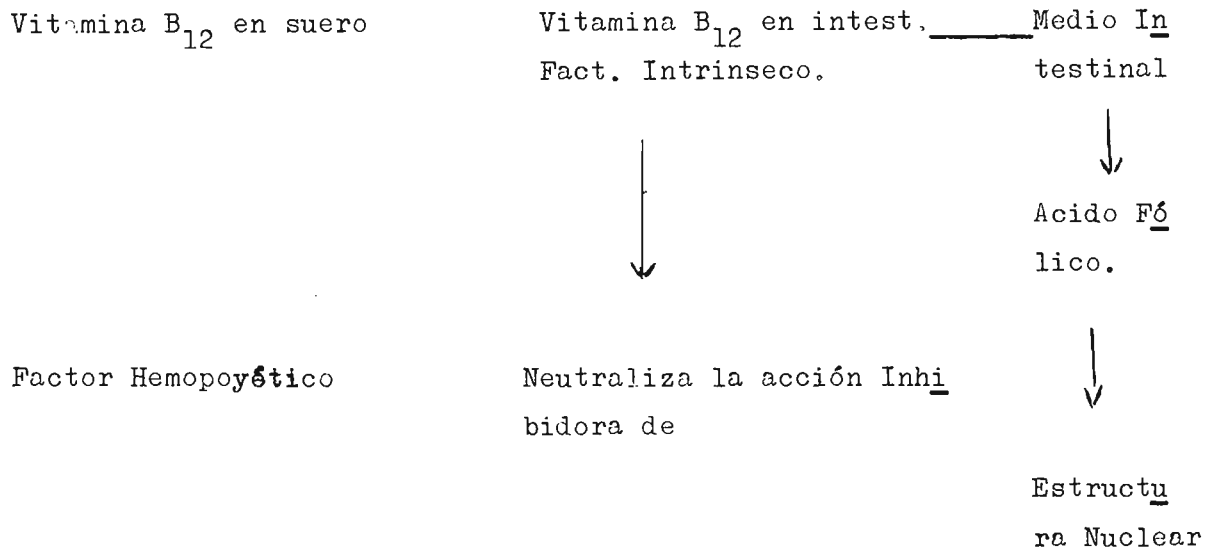 Vitamina B12 en suero
Vitamina B12 en intest.
Fact. Intrinseco.
Medio In
testinal
Acido Fó
lico.
Factor Hemopoyético
Neutraliza la acción Inhi
bidora de
Estructu
ra Nuclear